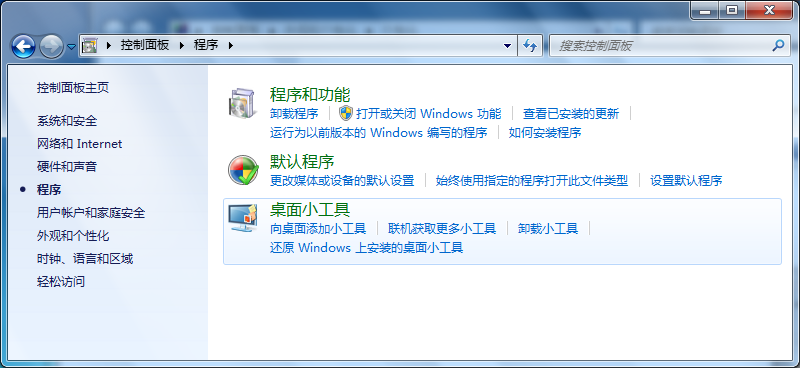 控制面板 程序
搜索控制面板
控制面板主页
系统和安全
网络和 Internet
硬件和声音
程序
用户帐户和家庭安全
外观和个性化
时钟、语言和区域
轻松访问
程序和功能
卸载程序 打开或关闭 Windows 功能 查看已安装的更新
运行为以前版本的 Windows 编写的程序 如何安装程序
默认程序
更改媒体或设备的默认设置 始终使用指定的程序打开此文件类型 设置默认程序
桌面小工具
向桌面添加小工具 联机获取更多小工具 卸载小工具
还原 Windows 上安装的桌面小工具